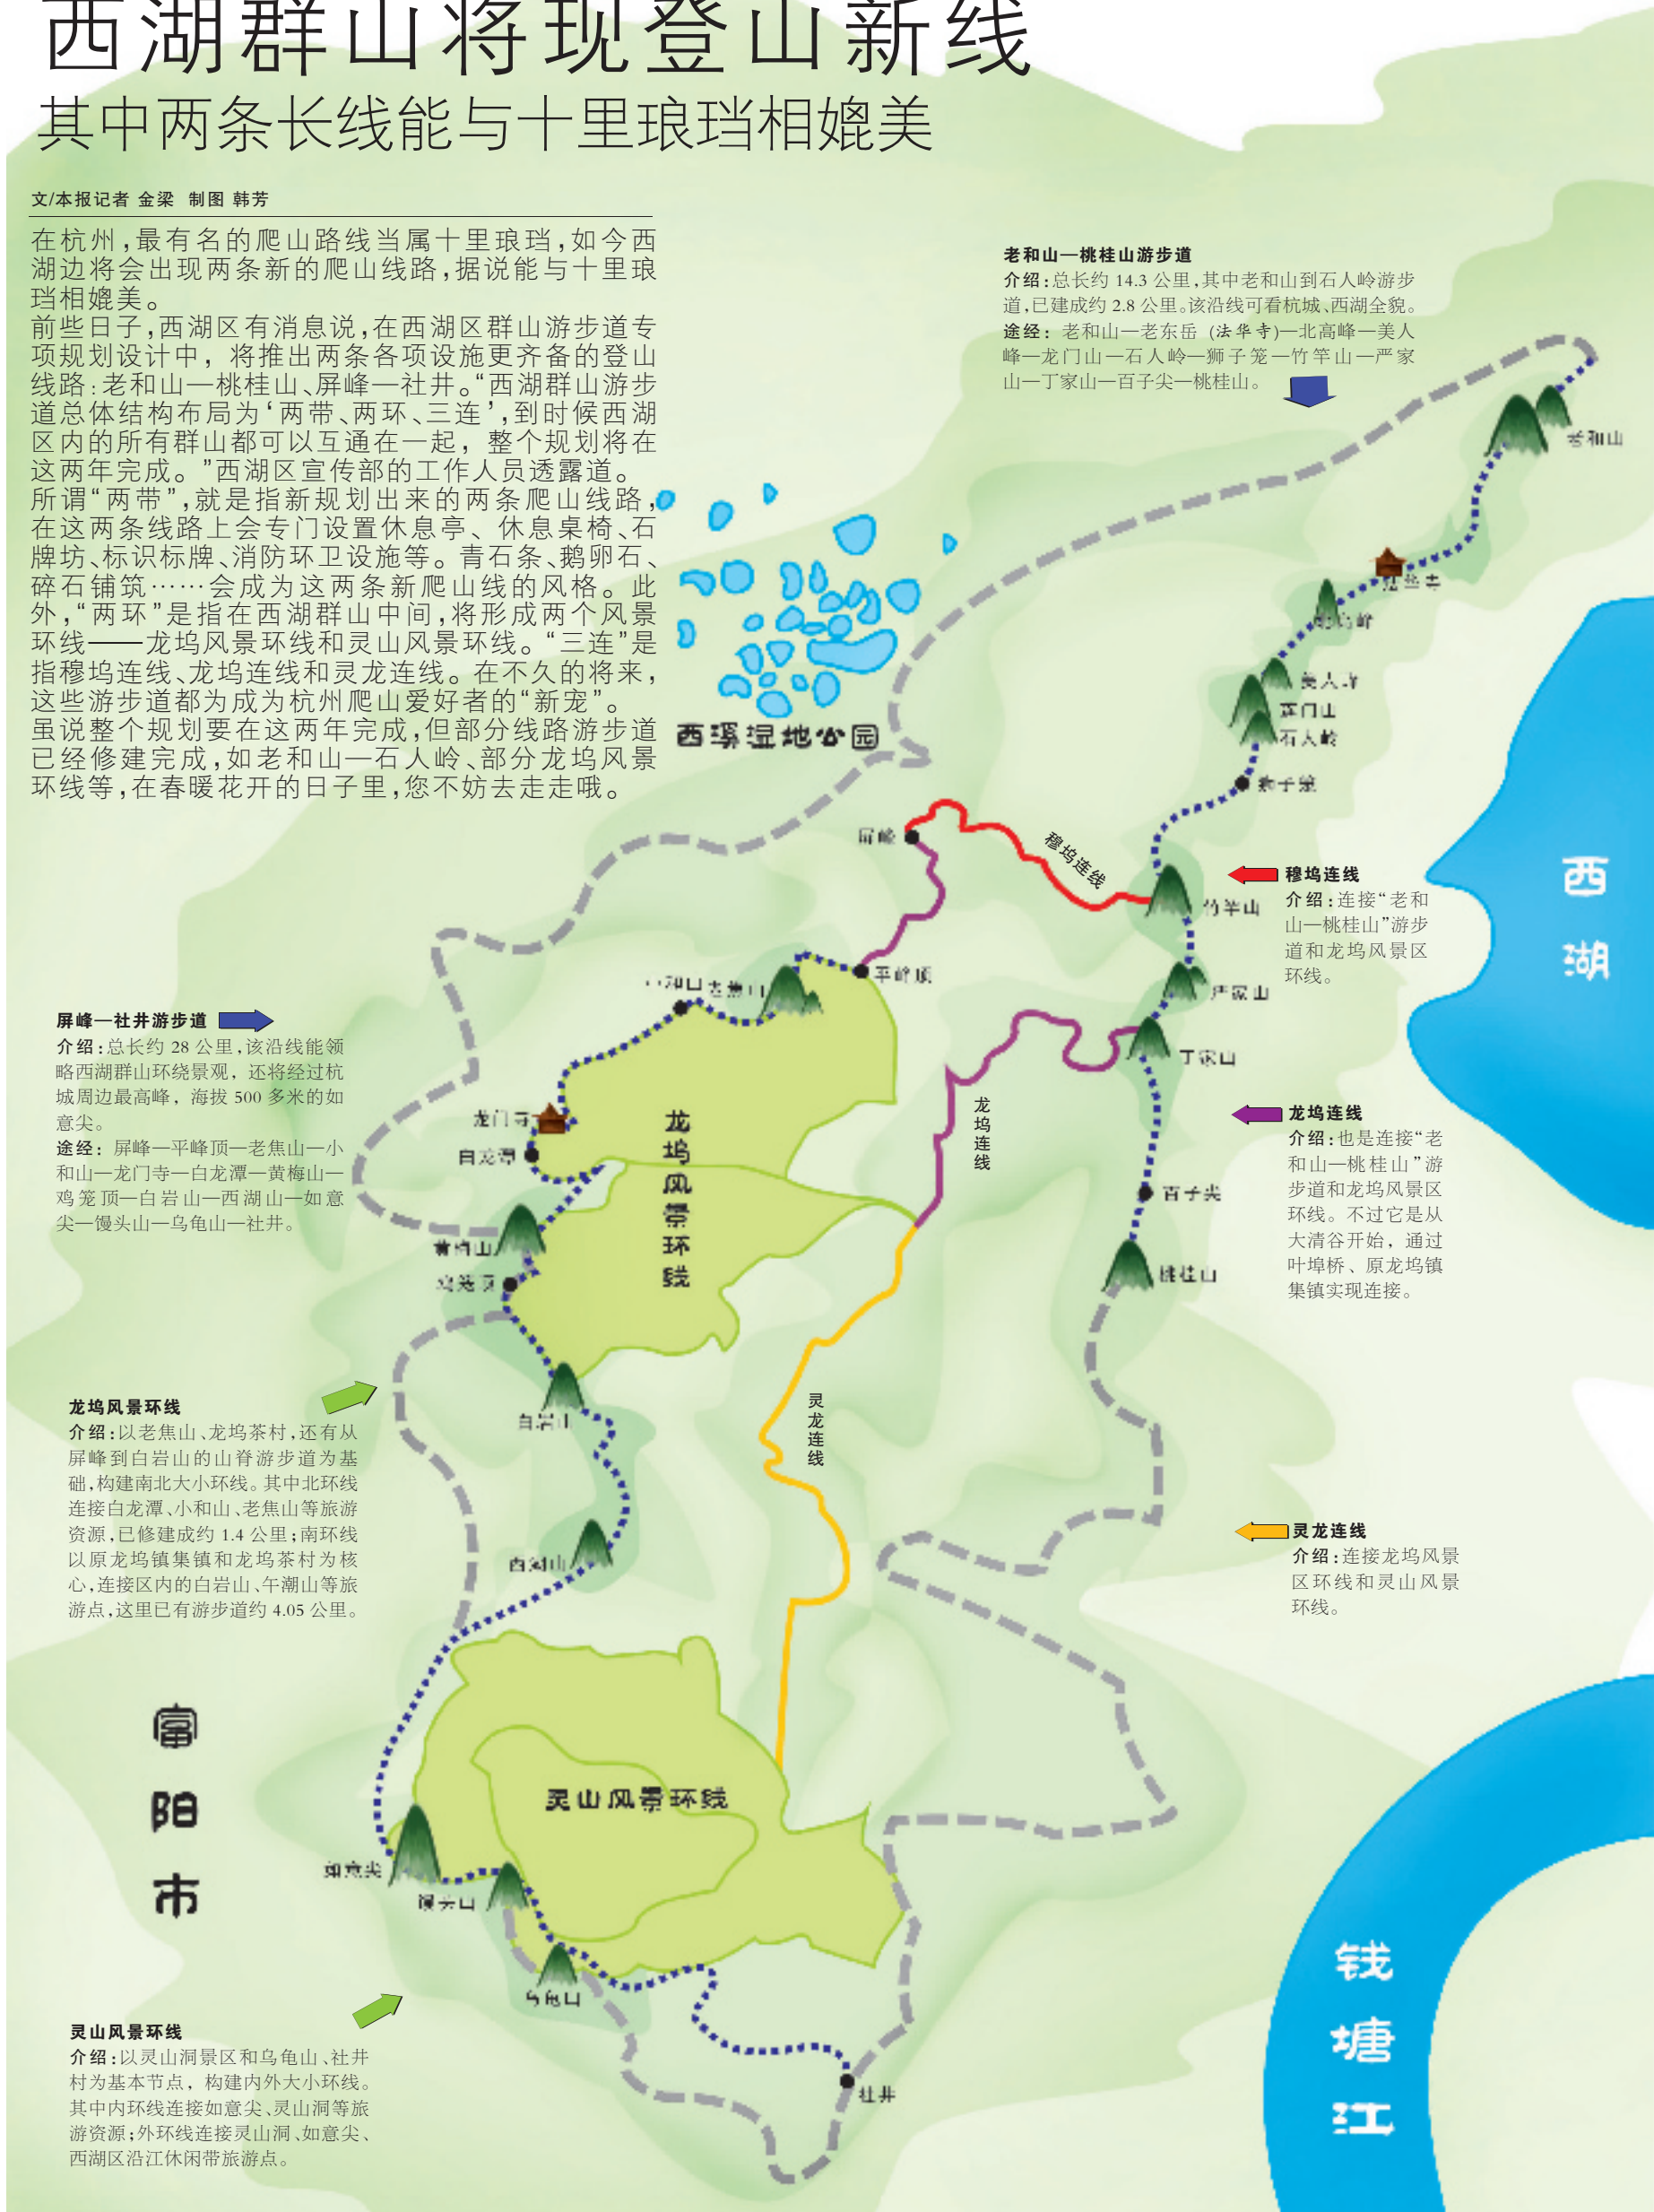 西湖群山将现登山新线
其中两条长线能与十里琅珰相媲美
文/本报记者 金梁 制图 韩芳
在杭州,最有名的爬山路线当属十里琅珰,如今西
湖边将会出现两条新的爬山线路,据说能与十里琅
珰相媲美。
前些日子,西湖区有消息说,在西湖区群山游步道专
项规划设计中,将推出两条各项设施更齐备的登山
线路:老和山—桃桂山、屏峰—社井。“西湖群山游步
道总体结构布局为‘两带、两环、三连’,到时候西湖
区内的所有群山都可以互通在一起,整个规划将在
这两年完成。”西湖区宣传部的工作人员透露道。
所谓“两带”,就是指新规划出来的两条爬山线路,
在这两条线路上会专门设置休息亭、休息桌椅、石
牌坊、标识标牌、消防环卫设施等。青石条、鹅卵石、
碎石铺筑……会成为这两条新爬山线的风格。此
外,“两环”是指在西湖群山中间,将形成两个风景
环线——龙坞风景环线和灵山风景环线。“三连”是
指穆坞连线、龙坞连线和灵龙连线。在不久的将来,
这些游步道都为成为杭州爬山爱好者的“新宠”。
虽说整个规划要在这两年完成,但部分线路游步道
已经修建完成,如老和山—石人岭、部分龙坞风景
环线等,在春暖花开的日子里,您不妨去走走哦。
老和山—桃桂山游步道
介绍:总长约 14.3 公里,其中老和山到石人岭游步
道,已建成约 2.8 公里。该沿线可看杭城、西湖全貌。
途经:老和山—老东岳 (法华寺)—北高峰—美人
峰—龙门山—石人岭—狮子笼—竹竿山—严家
山—丁家山—百子尖—桃桂山。
老和山
法华寺
北高峰
美人峰
龙门山
石人岭
狮子笼
西溪湿地公园
屏峰
穆坞连线
竹竿山
穆坞连线
介绍:连接“老和
山—桃桂山”游步
道和龙坞风景区
环线。
西湖
平峰顶
小和山
老焦山
严家山
丁家山
屏峰—社井游步道
介绍:总长约 28 公里,该沿线能领
略西湖群山环绕景观,还将经过杭
城周边最高峰,海拔 500 多米的如
意尖。
途经:屏峰—平峰顶—老焦山—小
和山—龙门寺—白龙潭—黄梅山—
鸡笼顶—白岩山—西湖山—如意
尖—馒头山—乌龟山—社井。
龙门寺
白龙潭
龙坞风景环线
龙坞连线
龙坞连线
介绍:也是连接“老
和山—桃桂山”游
步道和龙坞风景区
环线。不过它是从
大清谷开始,通过
叶埠桥、原龙坞镇
集镇实现连接。
百子尖
桃桂山
黄梅山
鸡笼顶
白岩山
灵龙连线
龙坞风景环线
介绍:以老焦山、龙坞茶村,还有从
屏峰到白岩山的山脊游步道为基
础,构建南北大小环线。其中北环线
连接白龙潭、小和山、老焦山等旅游
资源,已修建成约 1.4 公里;南环线
以原龙坞镇集镇和龙坞茶村为核
心,连接区内的白岩山、午潮山等旅
游点,这里已有游步道约 4.05 公里。
西湖山
灵龙连线
介绍:连接龙坞风景
区环线和灵山风景
环线。
富阳市
灵山风景环线
如意尖
馒头山
乌龟山
社井
钱塘江
灵山风景环线
介绍:以灵山洞景区和乌龟山、社井
村为基本节点,构建内外大小环线。
其中内环线连接如意尖、灵山洞等旅
游资源;外环线连接灵山洞、如意尖、
西湖区沿江休闲带旅游点。